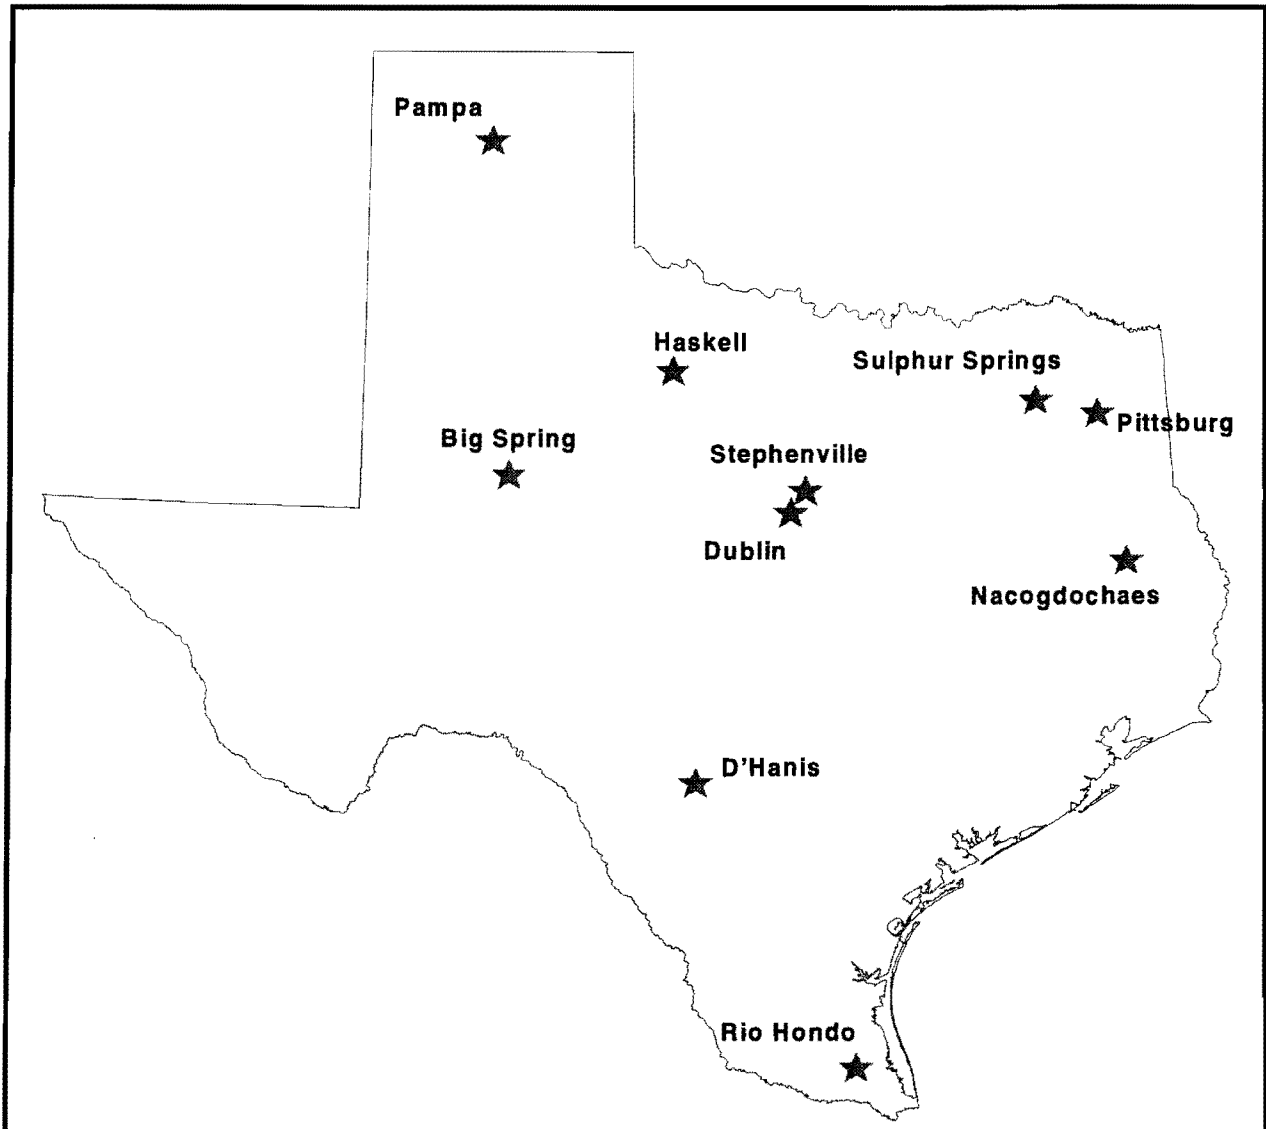 Pampa
Haskell
Sulphur Springs
Pittsburg
Big Spring
Stephenville
Dublin
Nacogdochaes
D'Hanis
Rio Hondo